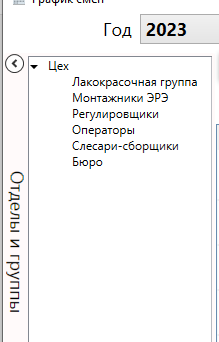 График смен
Год 2023
Цех
Лакокрасочная группа
Монтажники ЭРЭ
Регулировщики
Операторы
Слесари-сборщики
Бюро
Отделы и группы